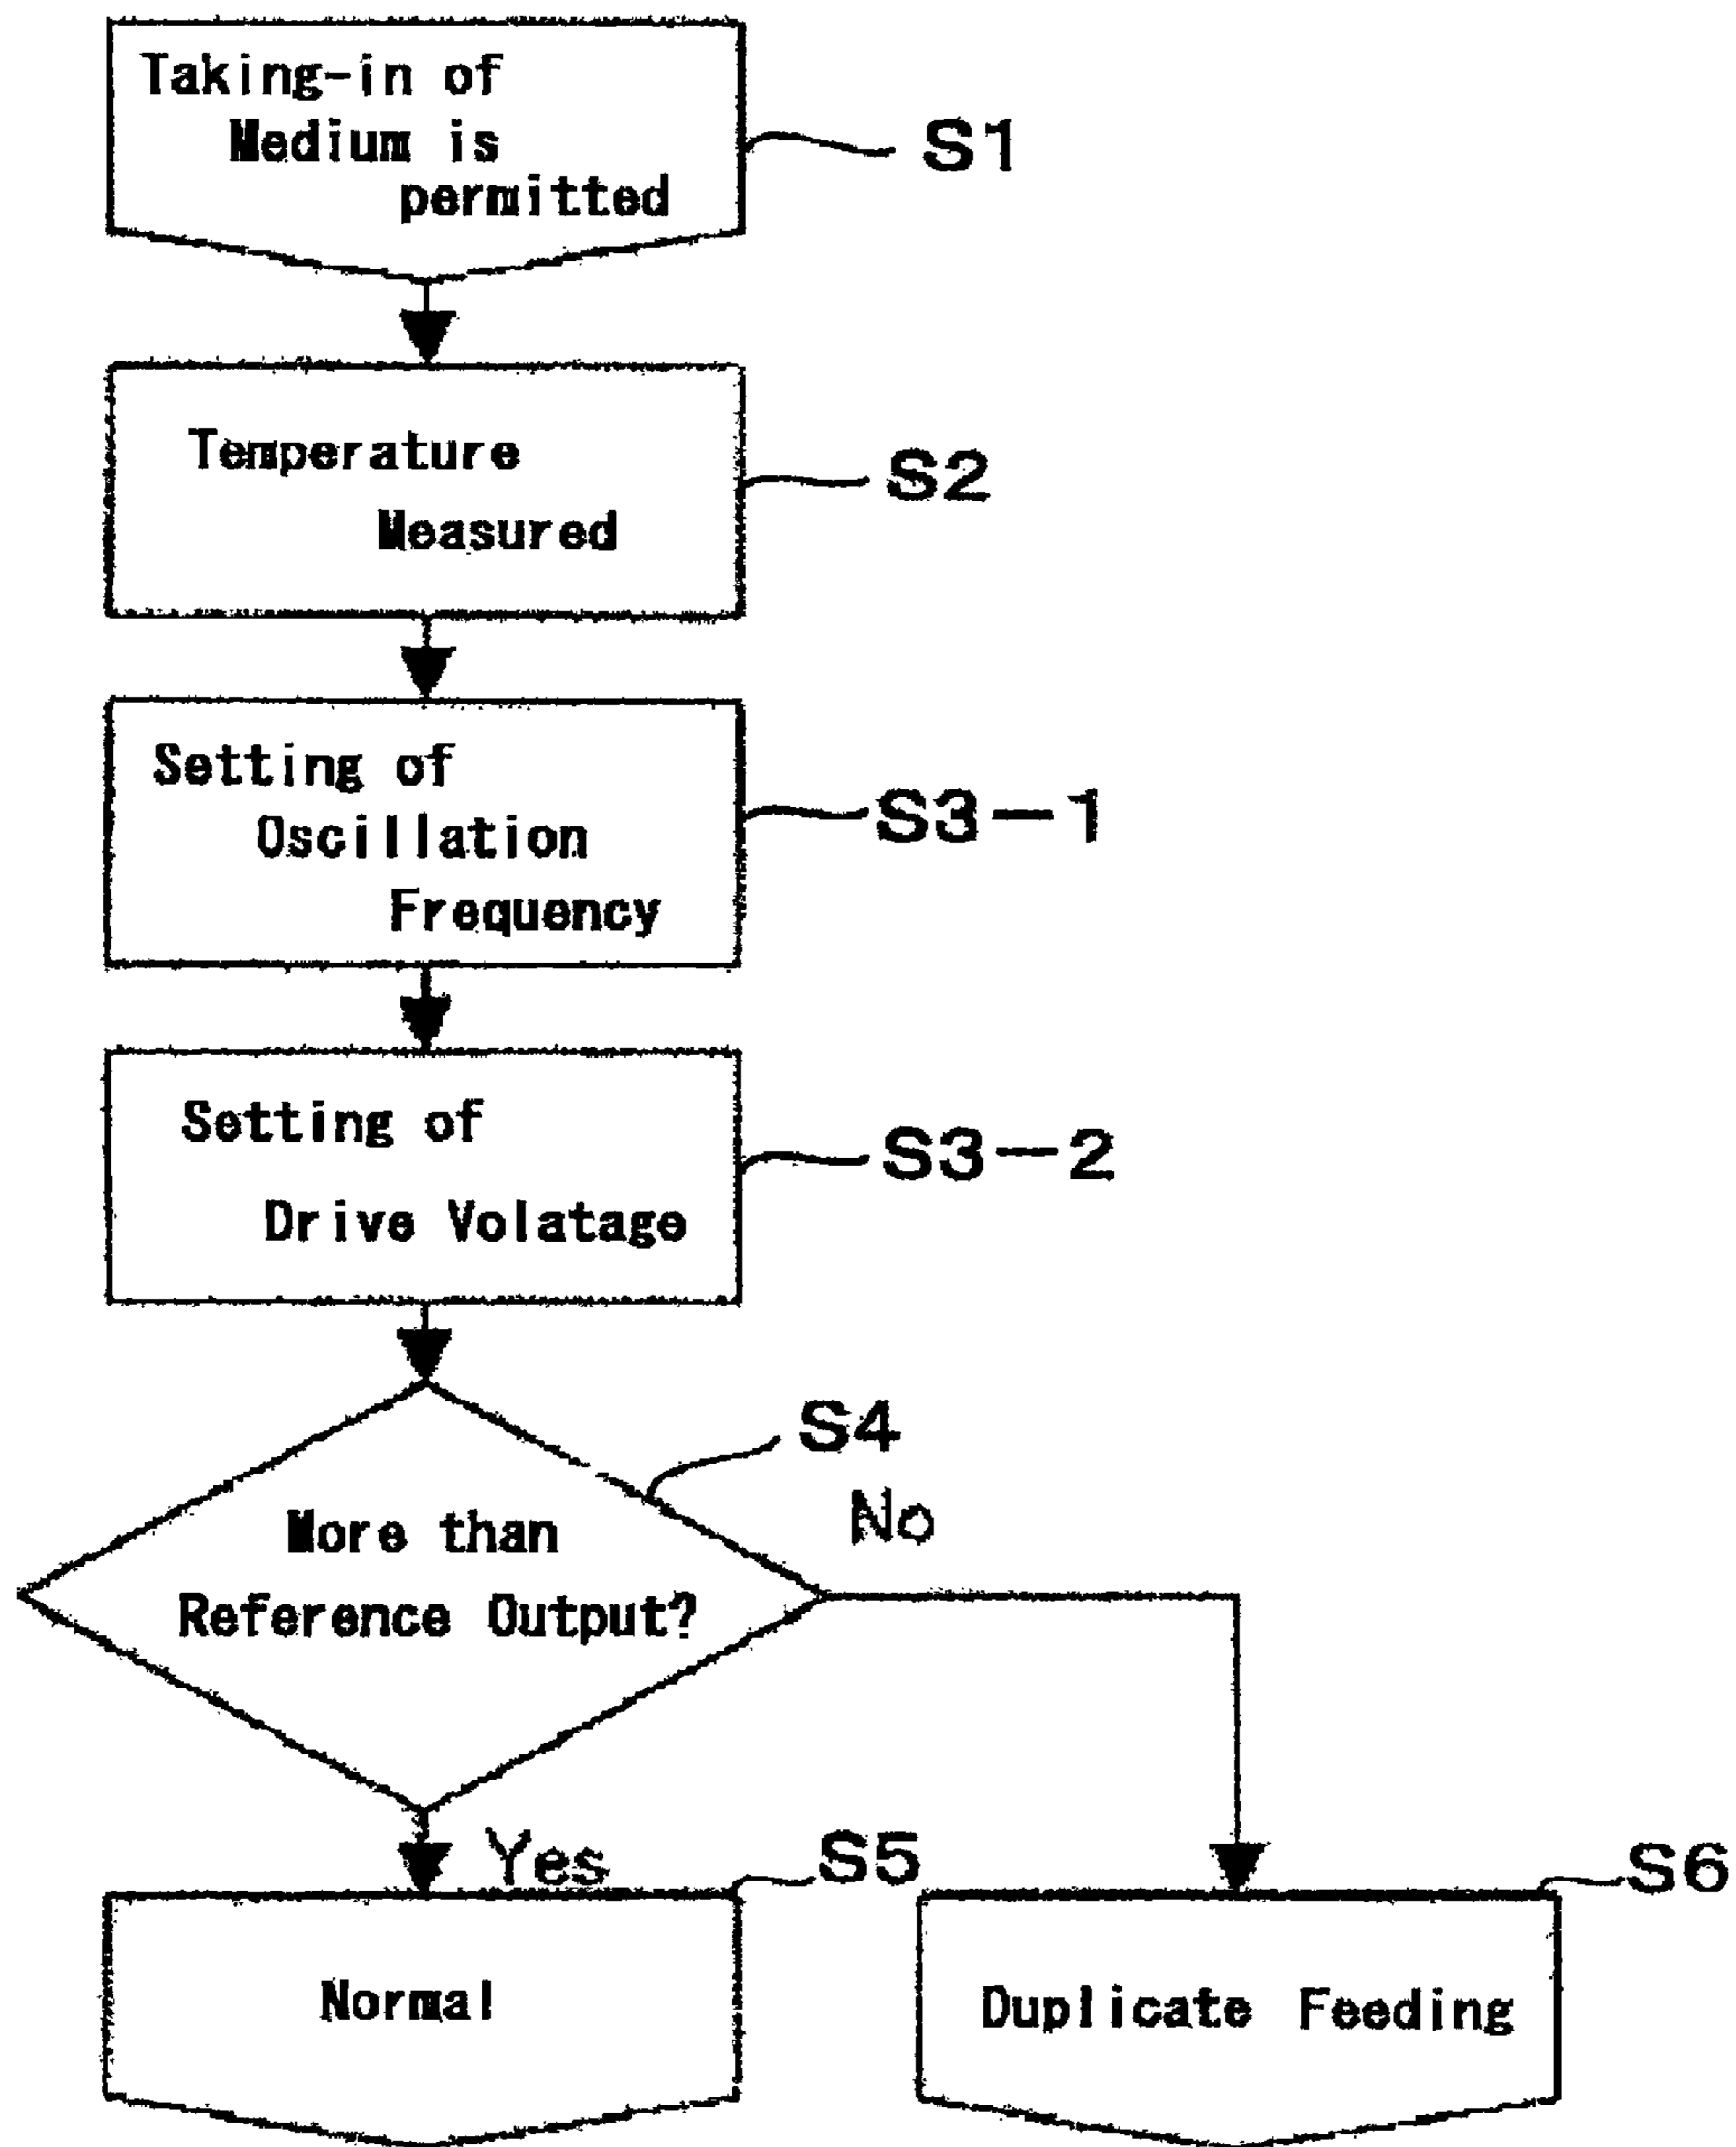 Taking-in of
Medium is
permitted
S1
Temperature
Measured
S2
Setting of
Oscillation
Frequency
S3-1
Setting of
Drive Volatage
S3-2
S4
More than
Reference Output?
No
Yes
S5
Normal
S6
Duplicate Feeding